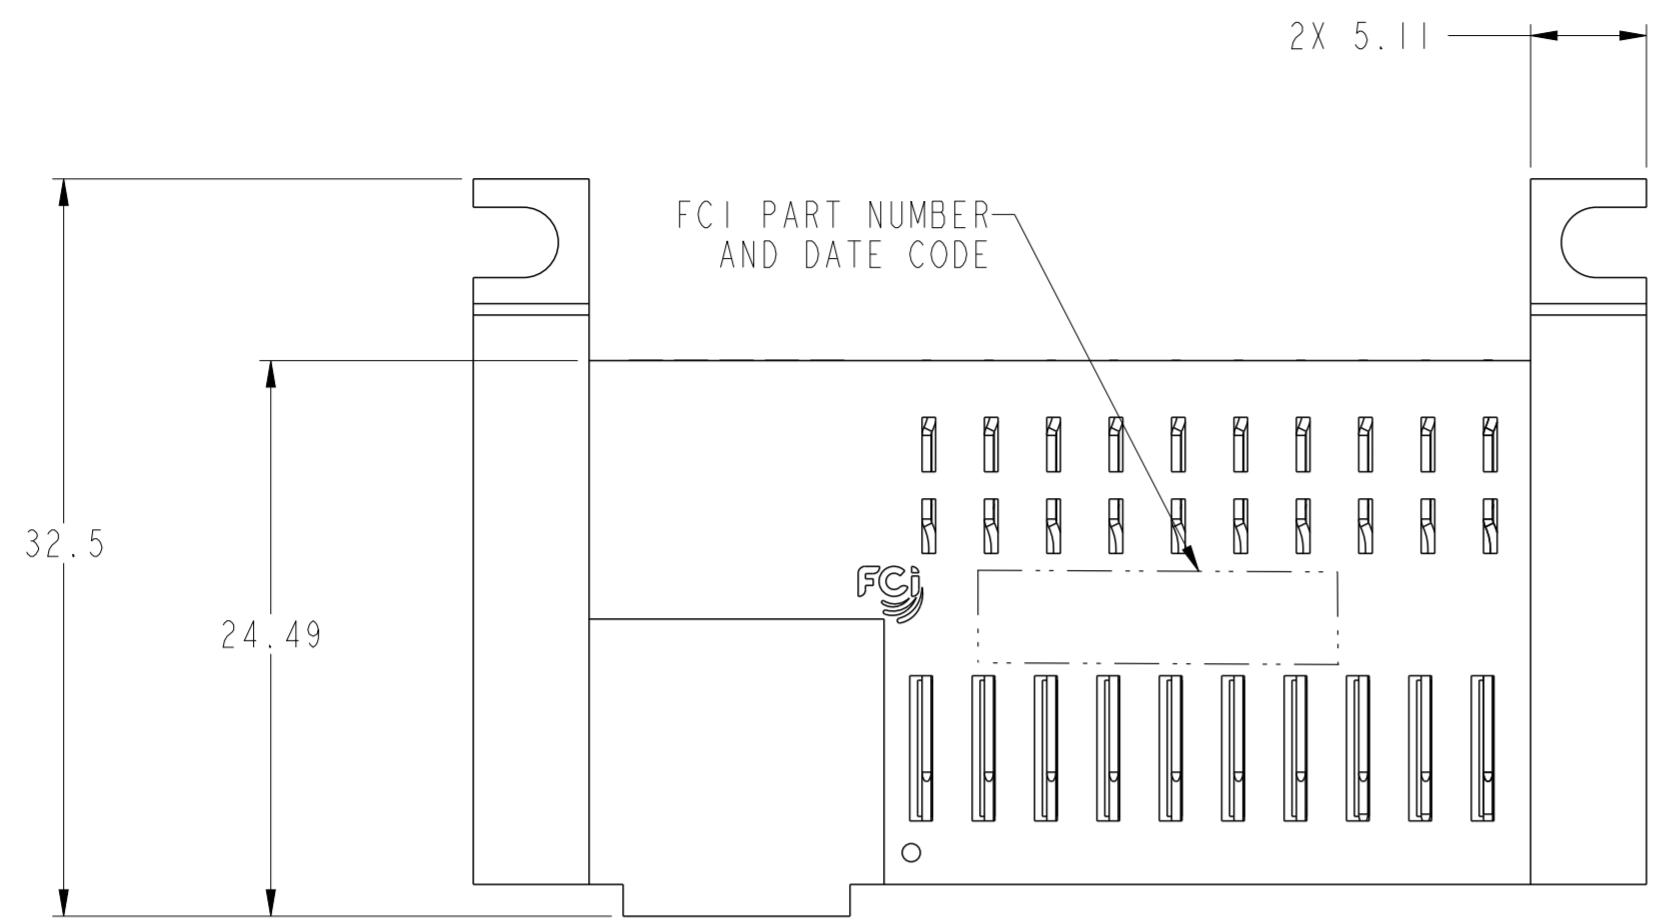 2X 5.11
FCI PART NUMBER
AND DATE CODE
32.5
24.49
FCi